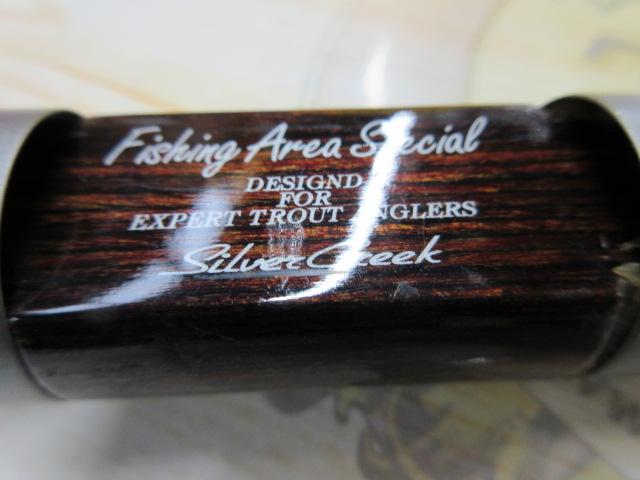 Fishing Area Special
DESIGND
FOR
EXPERT TROUT ANGLERS
Silver Creek